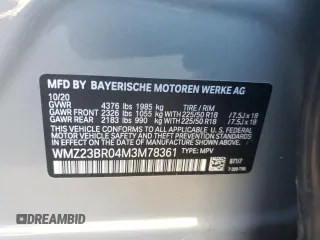 MFD BY BAYERISCHE MOTOREN WERKE AG
10/20
GVWR 4376 lbs 1985 kg TIRE / RIM
GAWR FRONT 2326 lbs 1055 kg 225/50 R18 / 7.5J x 18
GAWR REAR 2183 lbs 990 kg 225/50 R18 / 7.5J x 18
THIS VEHICLE CONFORMS TO ALL APPLICABLE U. S. FEDERAL
MOTOR VEHICLE SAFETY, BUMPER AND THEFT PREVENTION
STANDARDS IN EFFECT ON THE DATE OF MANUFACTURE
SHOWN ABOVE.
WMZ23BR04M3M78361 TYPE: MPV
DREAMBID